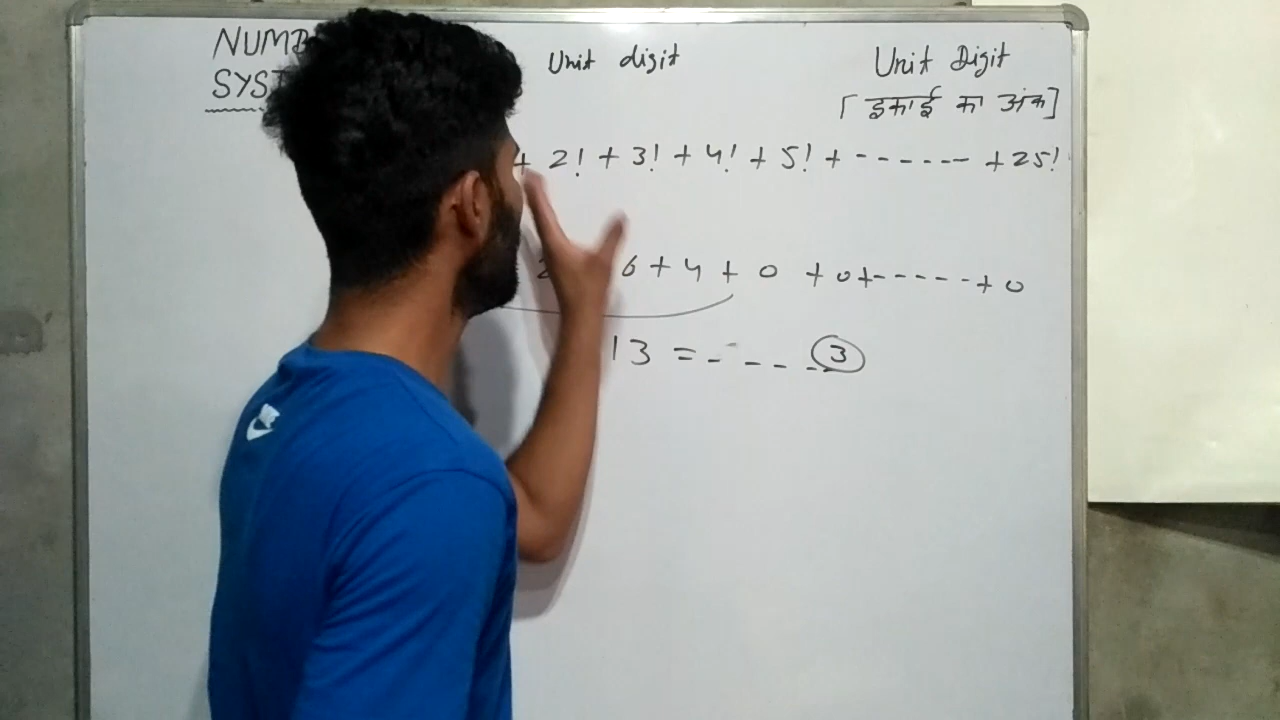 NUMB
SYST
Unit digit
Unit Digit
[ इकाई का अंक ]
+ 2! + 3! + 4! + 5! + ------ + 25!
2 6 + 4 + 0 + 0 + ----- + 0
13 = - - - - 3